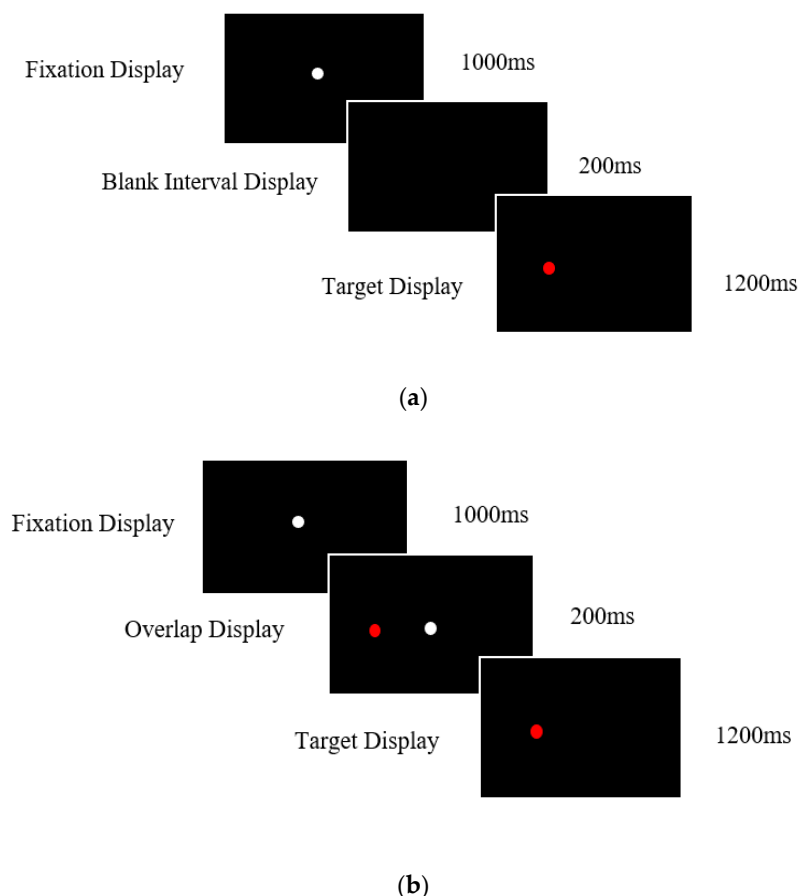 Fixation Display
1000ms
Blank Interval Display
200ms
Target Display
1200ms
(a)
Fixation Display
1000ms
Overlap Display
200ms
Target Display
1200ms
(b)